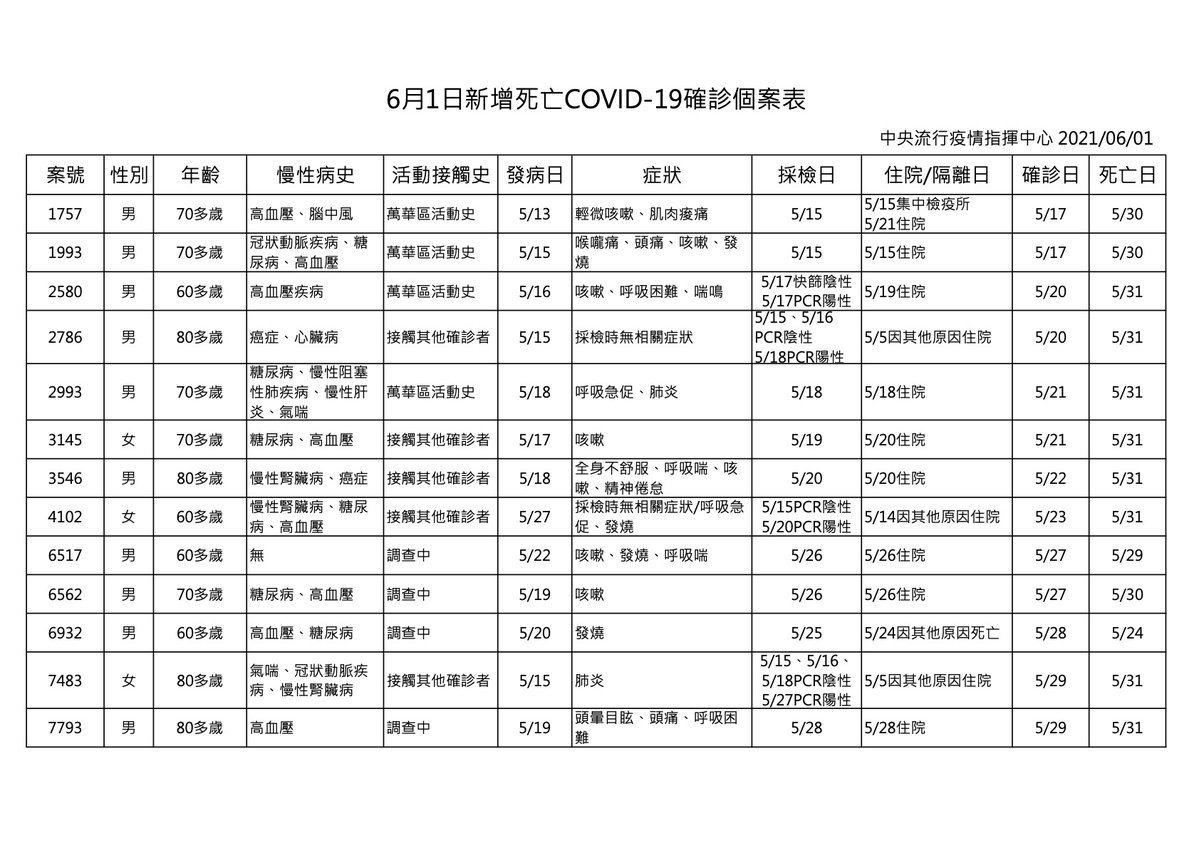 6月1日新增死亡COVID-19確診個案表
中央流行疫情指揮中心 2021/06/01
案號 性別 年齡 慢性病史 活動接觸史 發病日 症狀 採檢日 住院/隔離日 確診日 死亡日
1757 男 70多歲 高血壓、腦中風 萬華區活動史 5/13 輕微咳嗽、肌肉痠痛 5/15 5/15集中檢疫所
5/21住院 5/17 5/30
1993 男 70多歲 冠狀動脈疾病、糖
尿病、高血壓 萬華區活動史 5/15 喉嚨痛、頭痛、咳嗽、發
燒 5/15 5/15住院 5/17 5/30
2580 男 60多歲 高血壓疾病 萬華區活動史 5/16 咳嗽、呼吸困難、喘鳴 5/17快篩陰性
5/17PCR陽性 5/19住院 5/20 5/31
2786 男 80多歲 癌症、心臟病 接觸其他確診者 5/15 採檢時無相關症狀 5/15、5/16
PCR陰性
5/18PCR陽性 5/5因其他原因住院 5/20 5/31
2993 男 70多歲 糖尿病、慢性阻塞
性肺疾病、慢性肝
炎、氣喘 萬華區活動史 5/18 呼吸急促、肺炎 5/18 5/18住院 5/21 5/31
3145 女 70多歲 糖尿病、高血壓 接觸其他確診者 5/17 咳嗽 5/19 5/20住院 5/21 5/31
3546 男 80多歲 慢性腎臟病、癌症 接觸其他確診者 5/18 全身不舒服、呼吸喘、咳
嗽、精神倦怠 5/20 5/20住院 5/22 5/31
4102 女 60多歲 慢性腎臟病、糖尿
病、高血壓 接觸其他確診者 5/27 採檢時無相關症狀/呼吸急
促、發燒 5/15PCR陰性
5/20PCR陽性 5/14因其他原因住院 5/23 5/31
6517 男 60多歲 無 調查中 5/22 咳嗽、發燒、呼吸喘 5/26 5/26住院 5/27 5/29
6562 男 70多歲 糖尿病、高血壓 調查中 5/19 咳嗽 5/26 5/26住院 5/27 5/30
6932 男 60多歲 高血壓、糖尿病 調查中 5/20 發燒 5/25 5/24因其他原因死亡 5/28 5/24
7483 女 80多歲 氣喘、冠狀動脈疾
病、慢性腎臟病 接觸其他確診者 5/15 肺炎 5/15、5/16、
5/18PCR陰性
5/27PCR陽性 5/5因其他原因住院 5/29 5/31
7793 男 80多歲 高血壓 調查中 5/19 頭暈目眩、頭痛、呼吸困
難 5/28 5/28住院 5/29 5/31